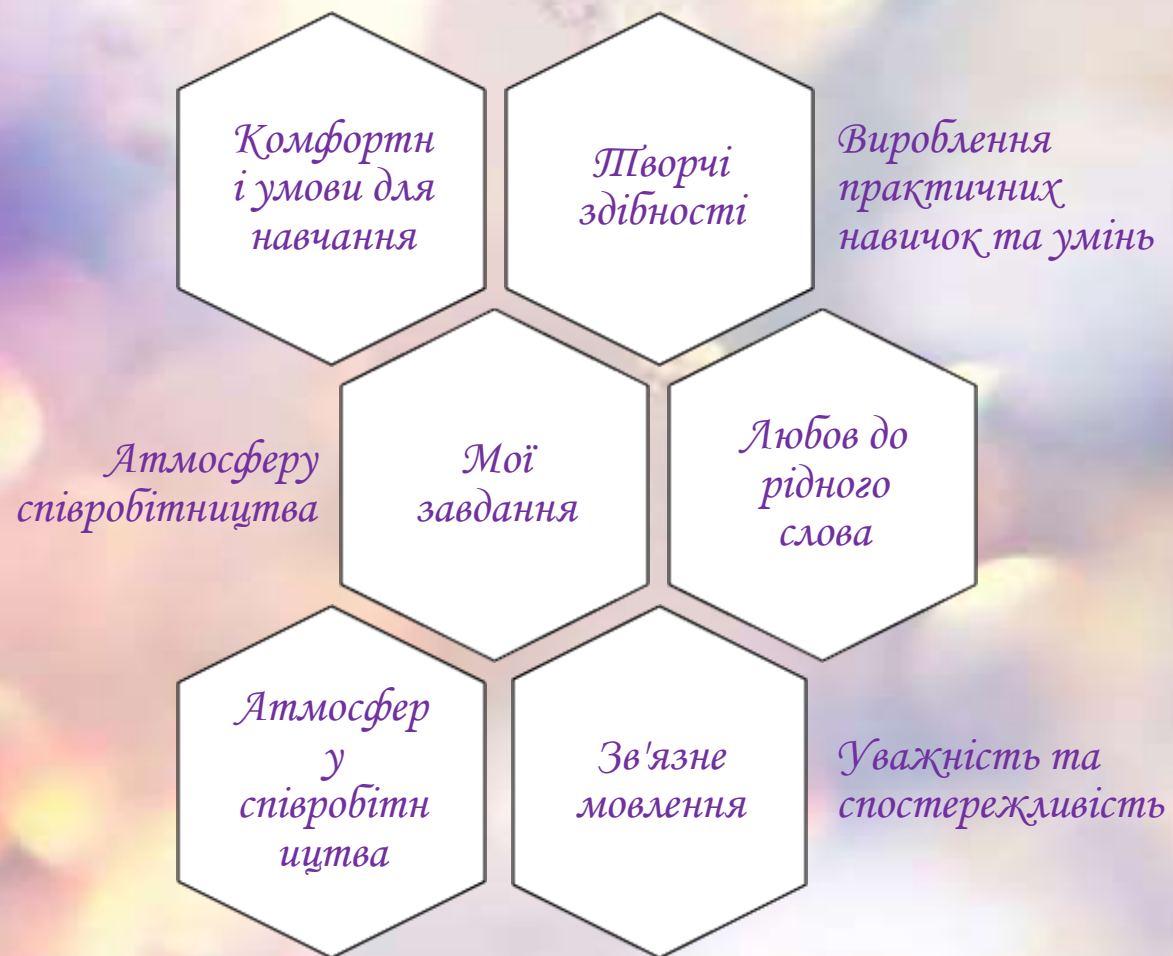 Комфортн
і умови для
навчання
Творчі
здібності
Вироблення
практичних
навичок та умінь
Атмосферу
співробітництва
Мої
завдання
Любов до
рідного
слова
Атмосфер
у
співробітн
ицтва
Зв'язне
мовлення
Уважність та
спостережливість